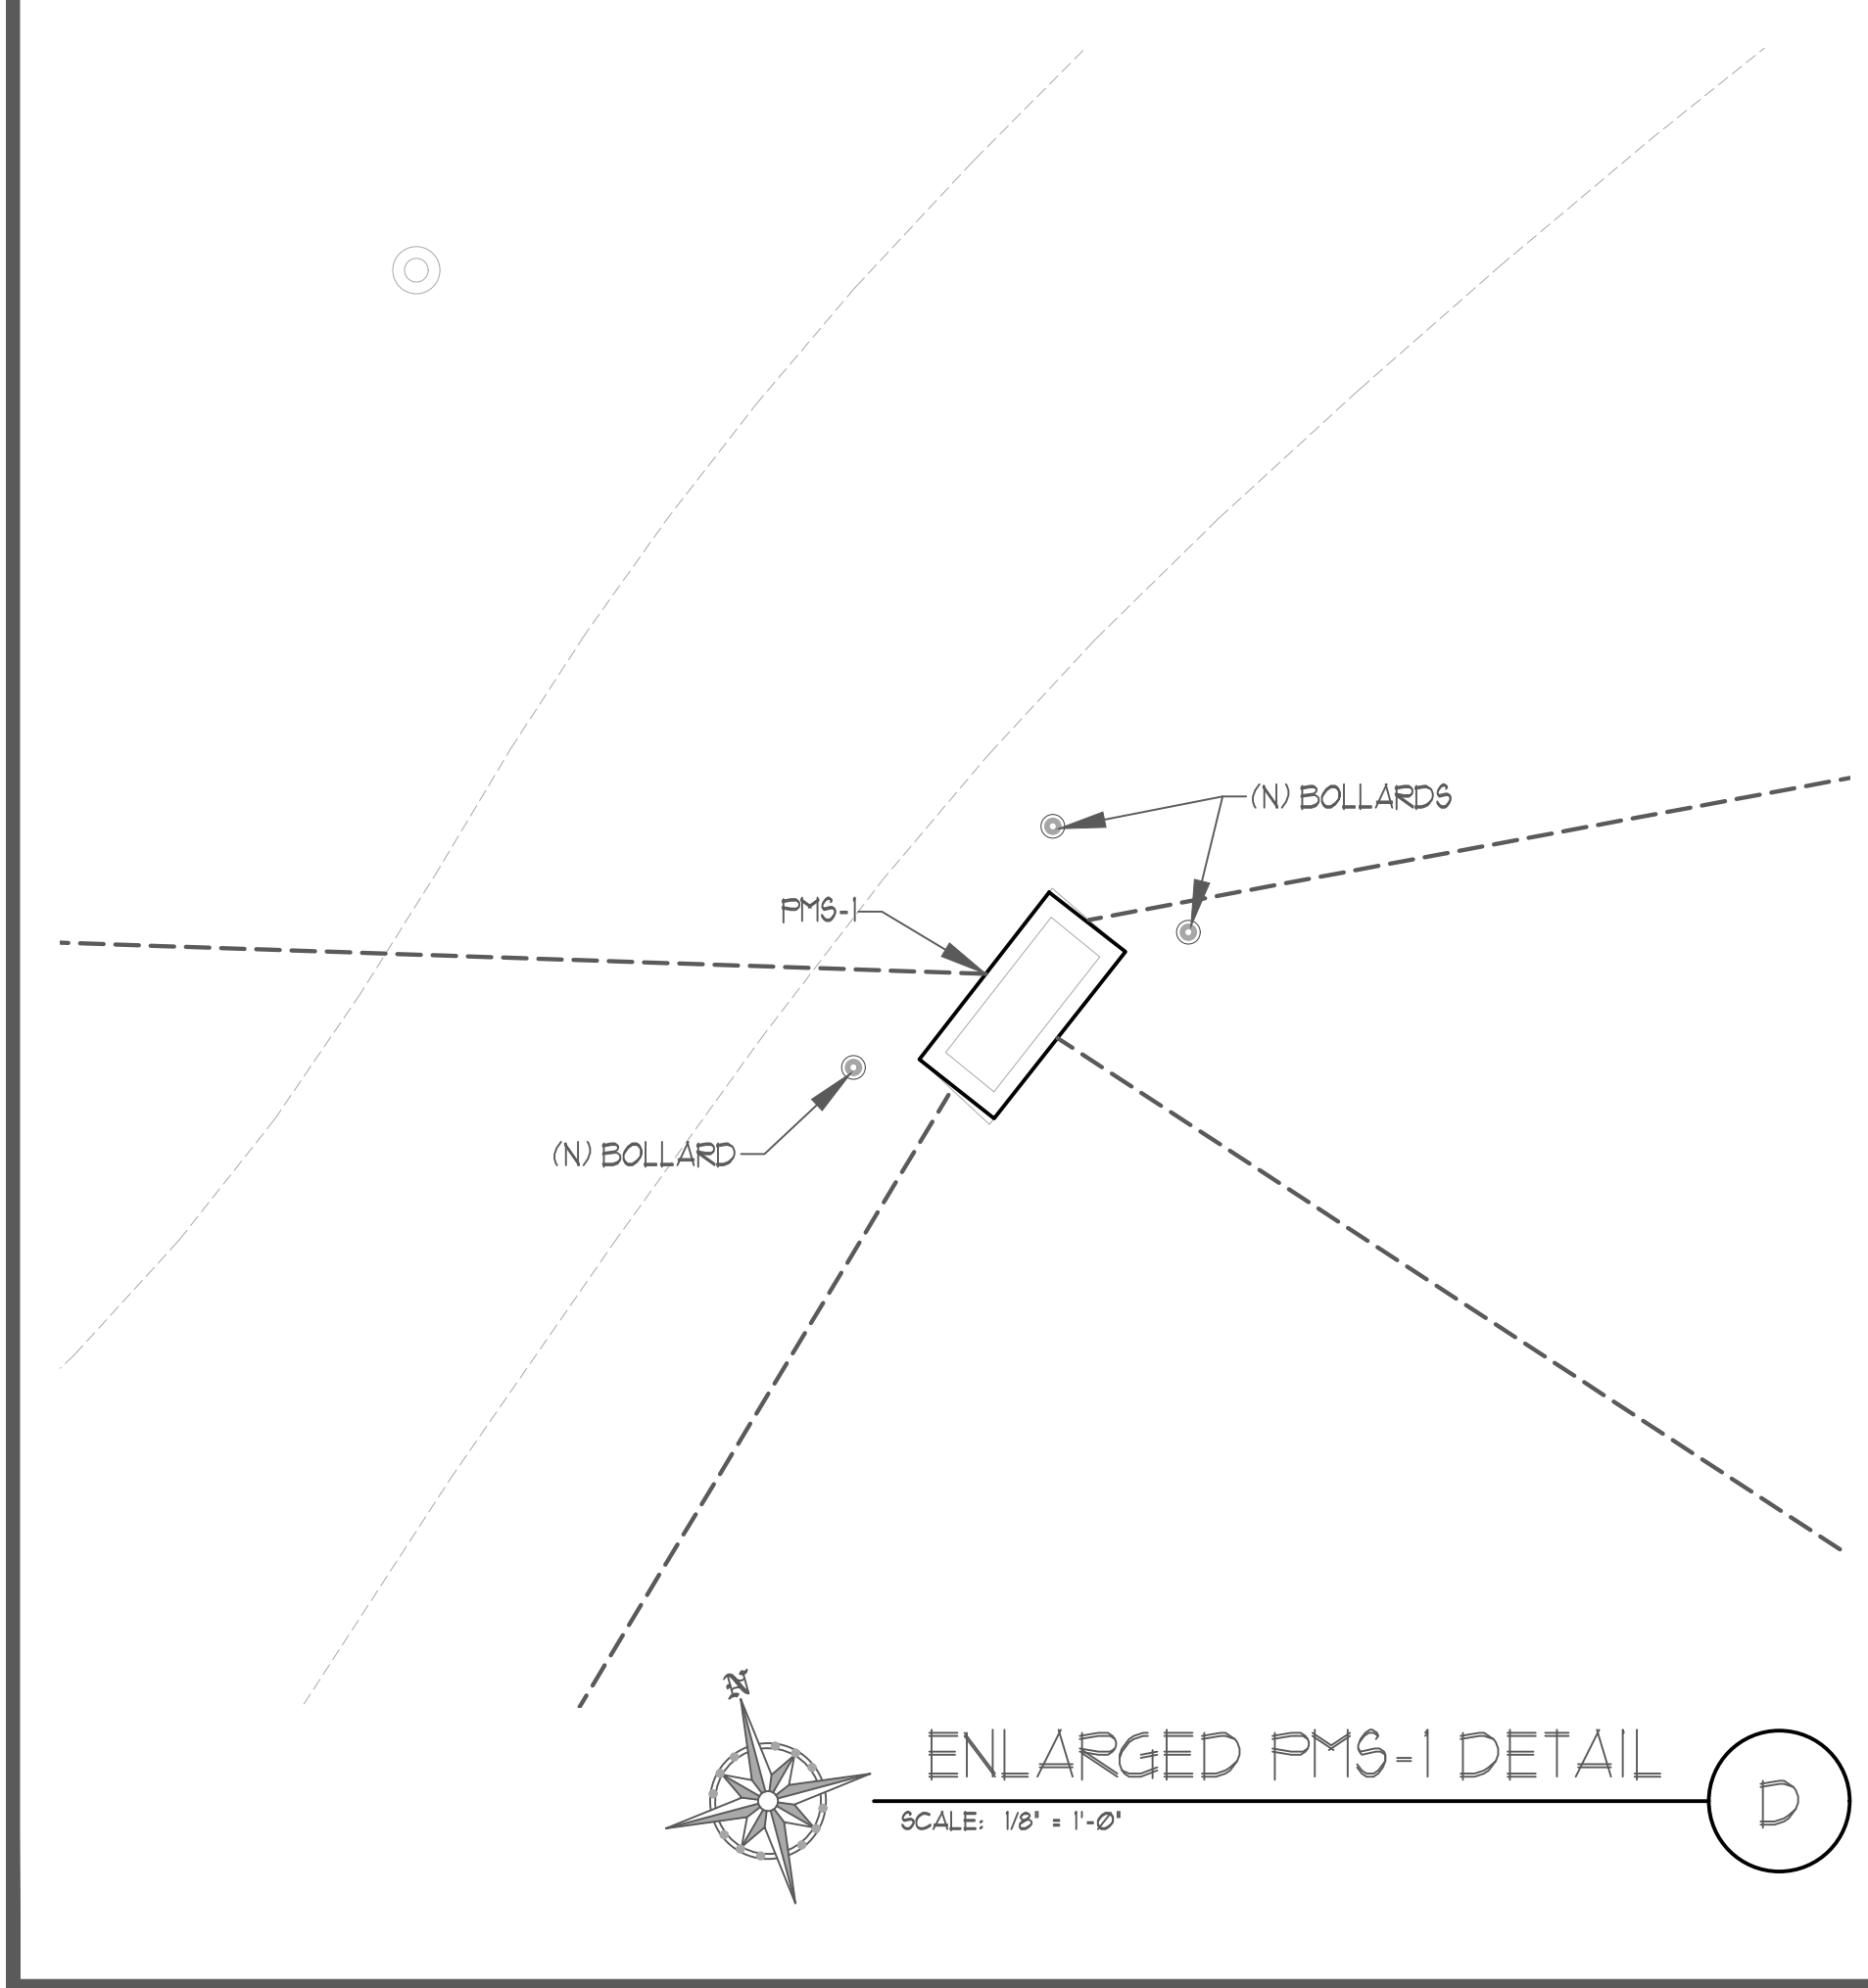 (N) BOLLARDS
PMS-1
(N) BOLLARD
N
ENLARGED PMS-1 DETAIL
D
SCALE: 1/8" = 1'-0"